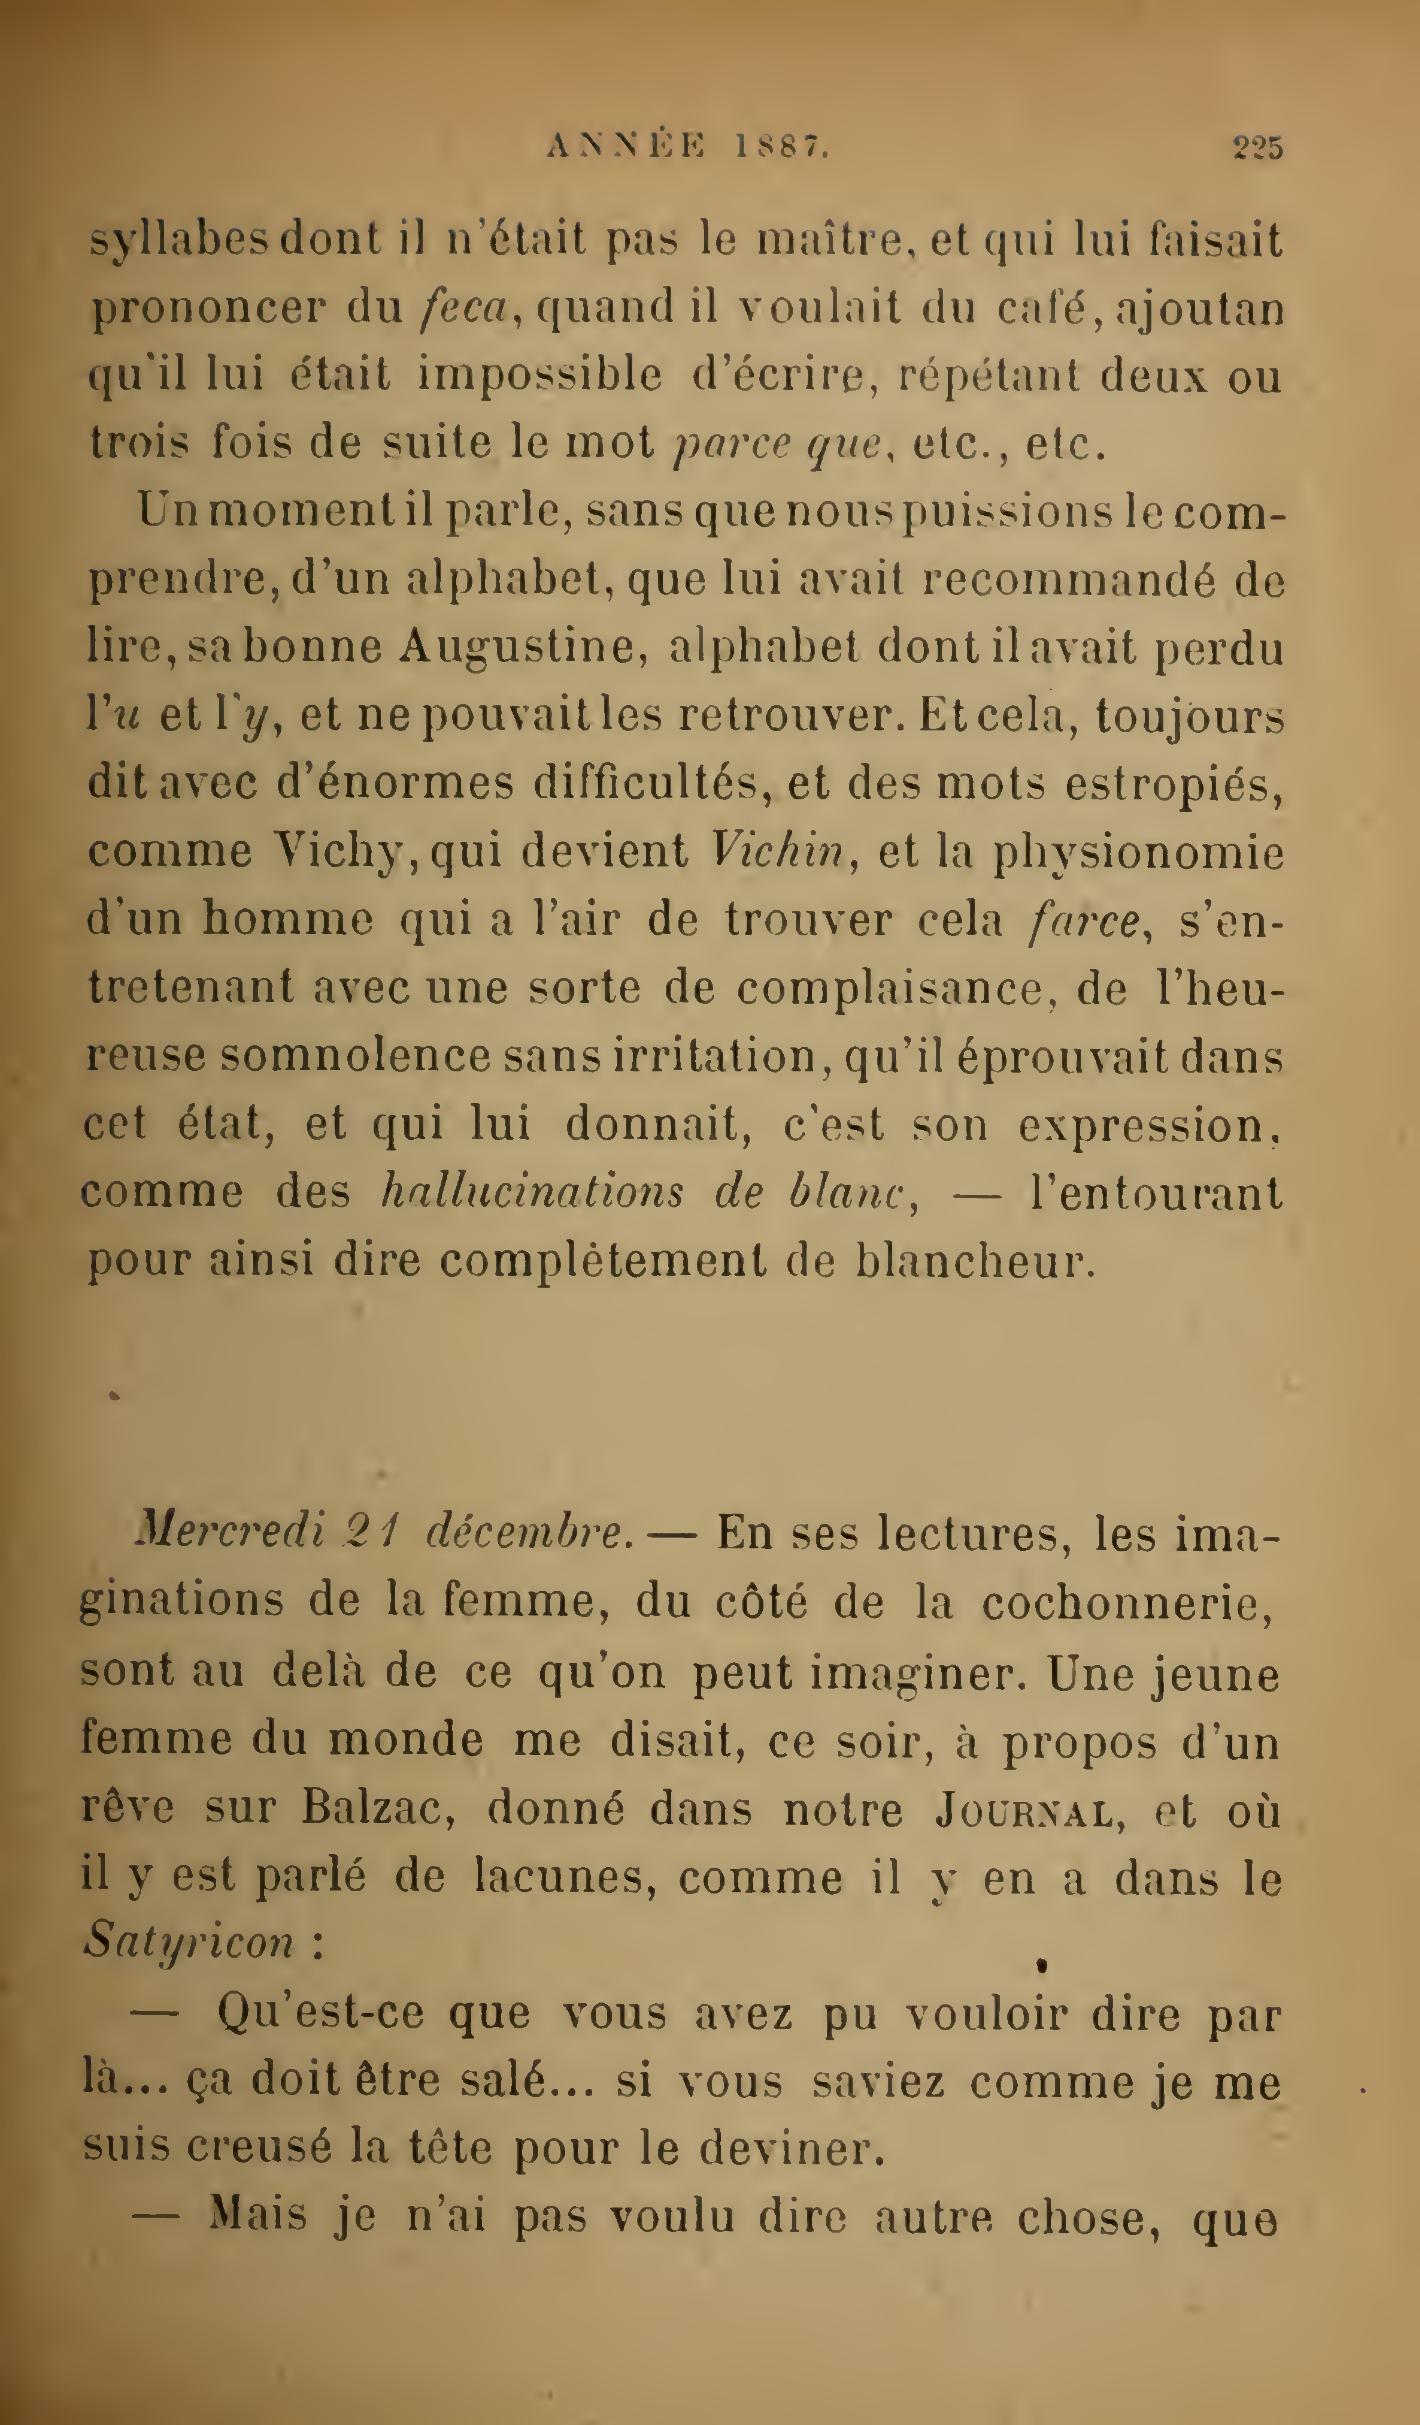 ANNÉE 1887. 225
syllabes dont il n'était pas le maître, et qui lui faisait
prononcer du feca, quand il voulait du café, ajoutan
qu'il lui était impossible d'écrire, répétant deux ou
trois fois de suite le mot parce que, etc., etc.
Un moment il parle, sans que nous puissions le com-
prendre, d'un alphabet, que lui avait recommandé de
lire, sa bonne Augustine, alphabet dont il avait perdu
l'u et l'y, et ne pouvait les retrouver. Et cela, toujours
dit avec d'énormes difficultés, et des mots estropiés,
comme Vichy, qui devient Vichin, et la physionomie
d'un homme qui a l'air de trouver cela farce, s'en-
tretenant avec une sorte de complaisance, de l'heu-
reuse somnolence sans irritation, qu'il éprouvait dans
cet état, et qui lui donnait, c'est son expression,
comme des hallucinations de blanc, — l'entourant
pour ainsi dire complètement de blancheur.
Mercredi 21 décembre. — En ses lectures, les ima-
ginations de la femme, du côté de la cochonnerie,
sont au delà de ce qu'on peut imaginer. Une jeune
femme du monde me disait, ce soir, à propos d'un
rêve sur Balzac, donné dans notre JOURNAL, et où
il y est parlé de lacunes, comme il y en a dans le
Satyricon :
— Qu'est-ce que vous avez pu vouloir dire par
là... ça doit être salé... si vous saviez comme je me
suis creusé la tête pour le deviner.
— Mais je n'ai pas voulu dire autre chose, que